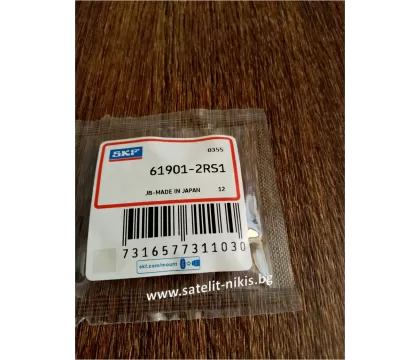 SKF 0355
61901-2RS1
JB-MADE IN JAPAN 12
7316577311030
skf.com/mount
www.satelit-nikis.bg